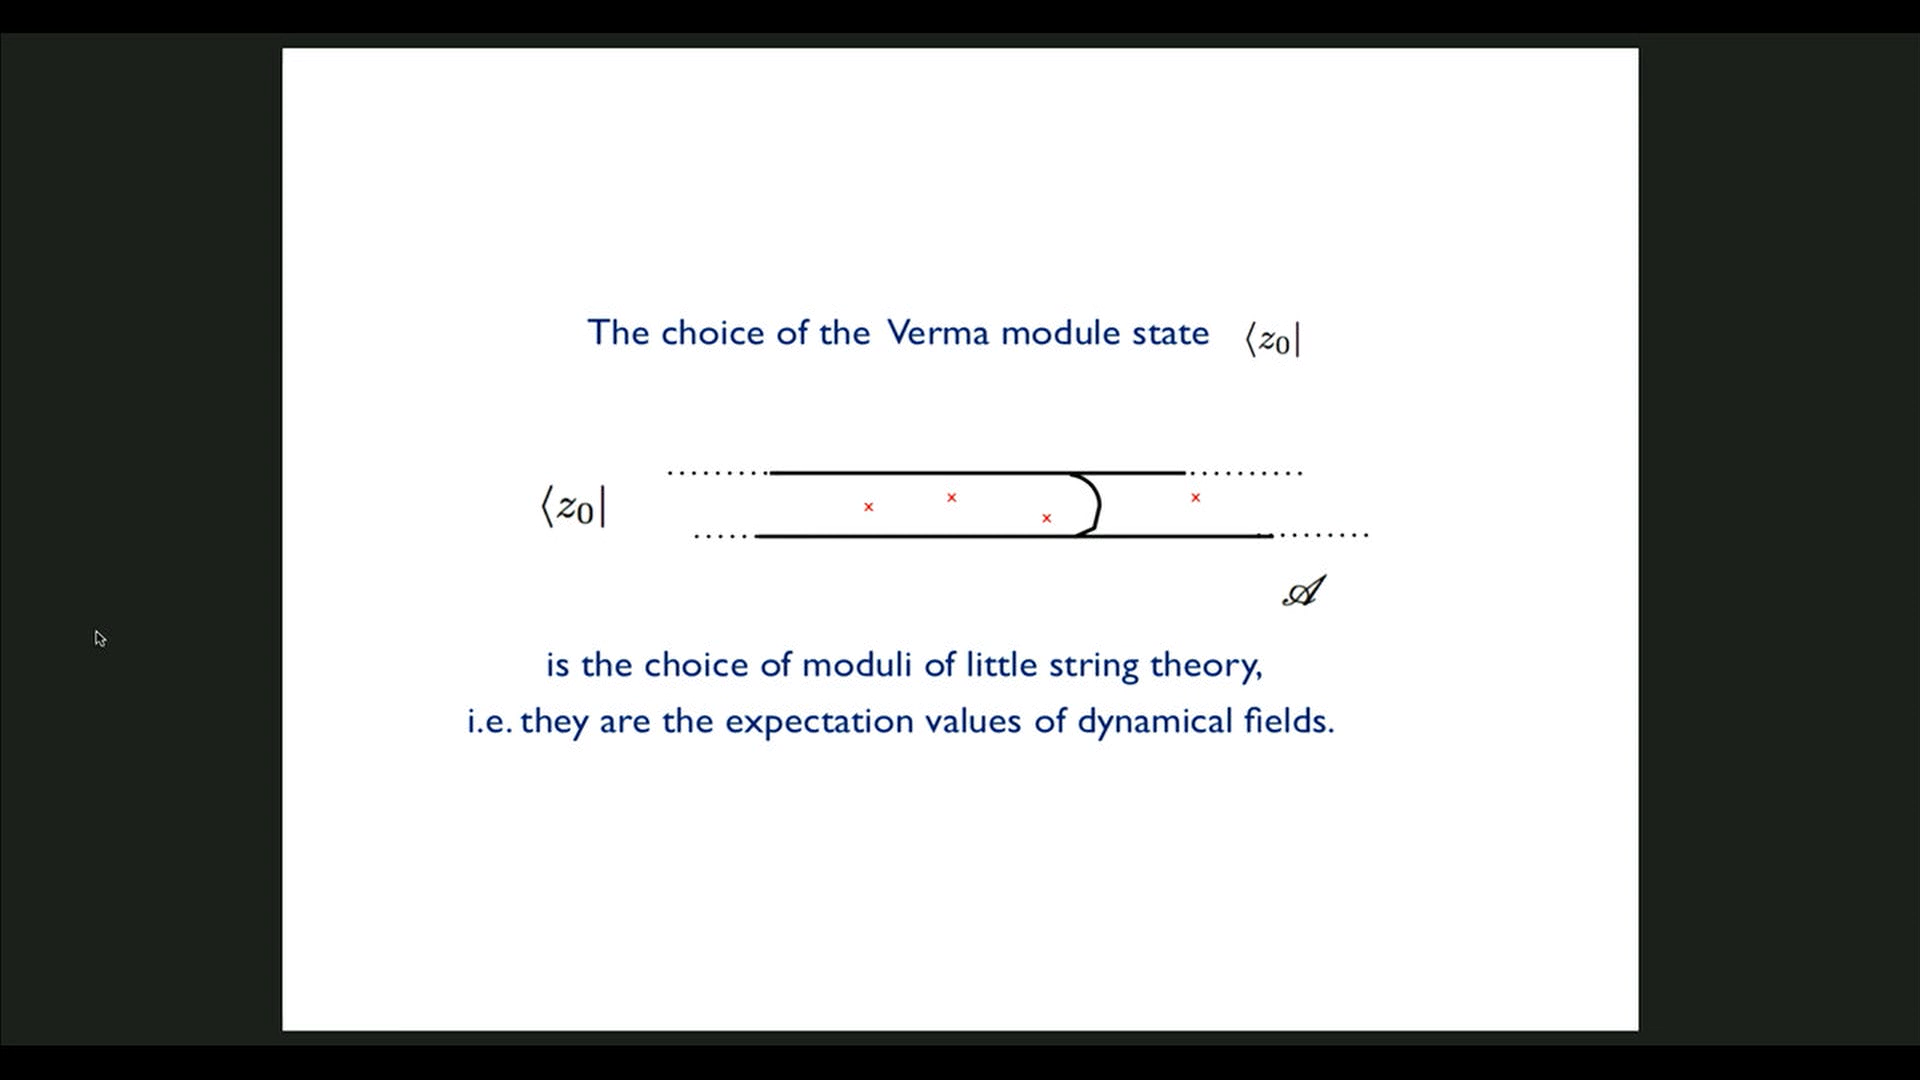 The choice of the Verma module state ⟨z₀|
⟨z₀|
× × × ×
𝒜
is the choice of moduli of little string theory,
i.e. they are the expectation values of dynamical fields.